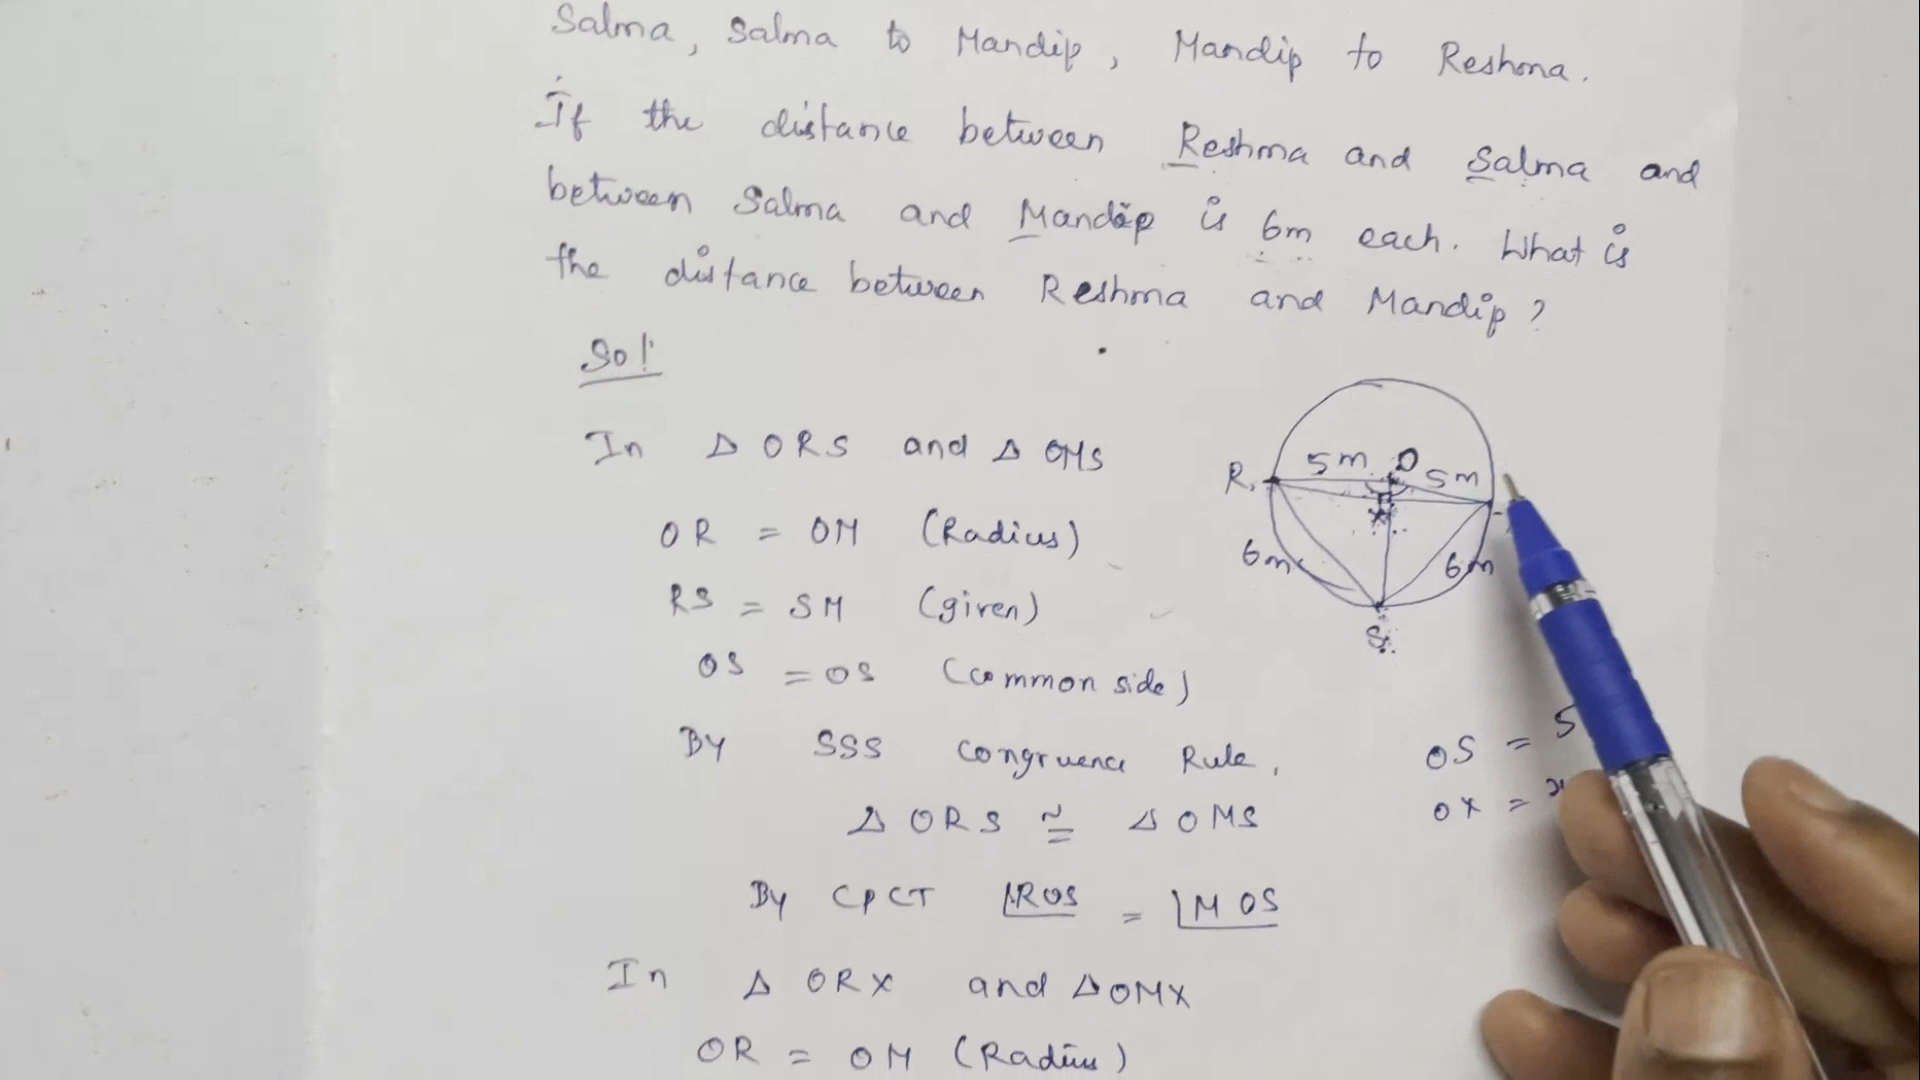 Salma, Salma to Mandip, Mandip to Reshma.
If the distance between Reshma and Salma and
between Salma and Mandip is 6m each. What is
the distance between Reshma and Mandip?
Sol
In Δ ORS and Δ OMS
OR = OM (Radius)
RS = SM (given)
OS = OS (common side)
By SSS congruence Rule,
Δ ORS ≅ Δ OMS
By CPCT ∠ROS = ∠MOS
In Δ ORX and Δ OMX
OR = OM (Radius)
R 5m O 5m
X
6m 6m
S
OS = 5
OX =